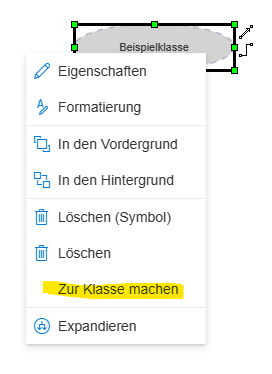 Beispielklasse
Eigenschaften
Formatierung
In den Vordergrund
In den Hintergrund
Löschen (Symbol)
Löschen
Zur Klasse machen
Expandieren